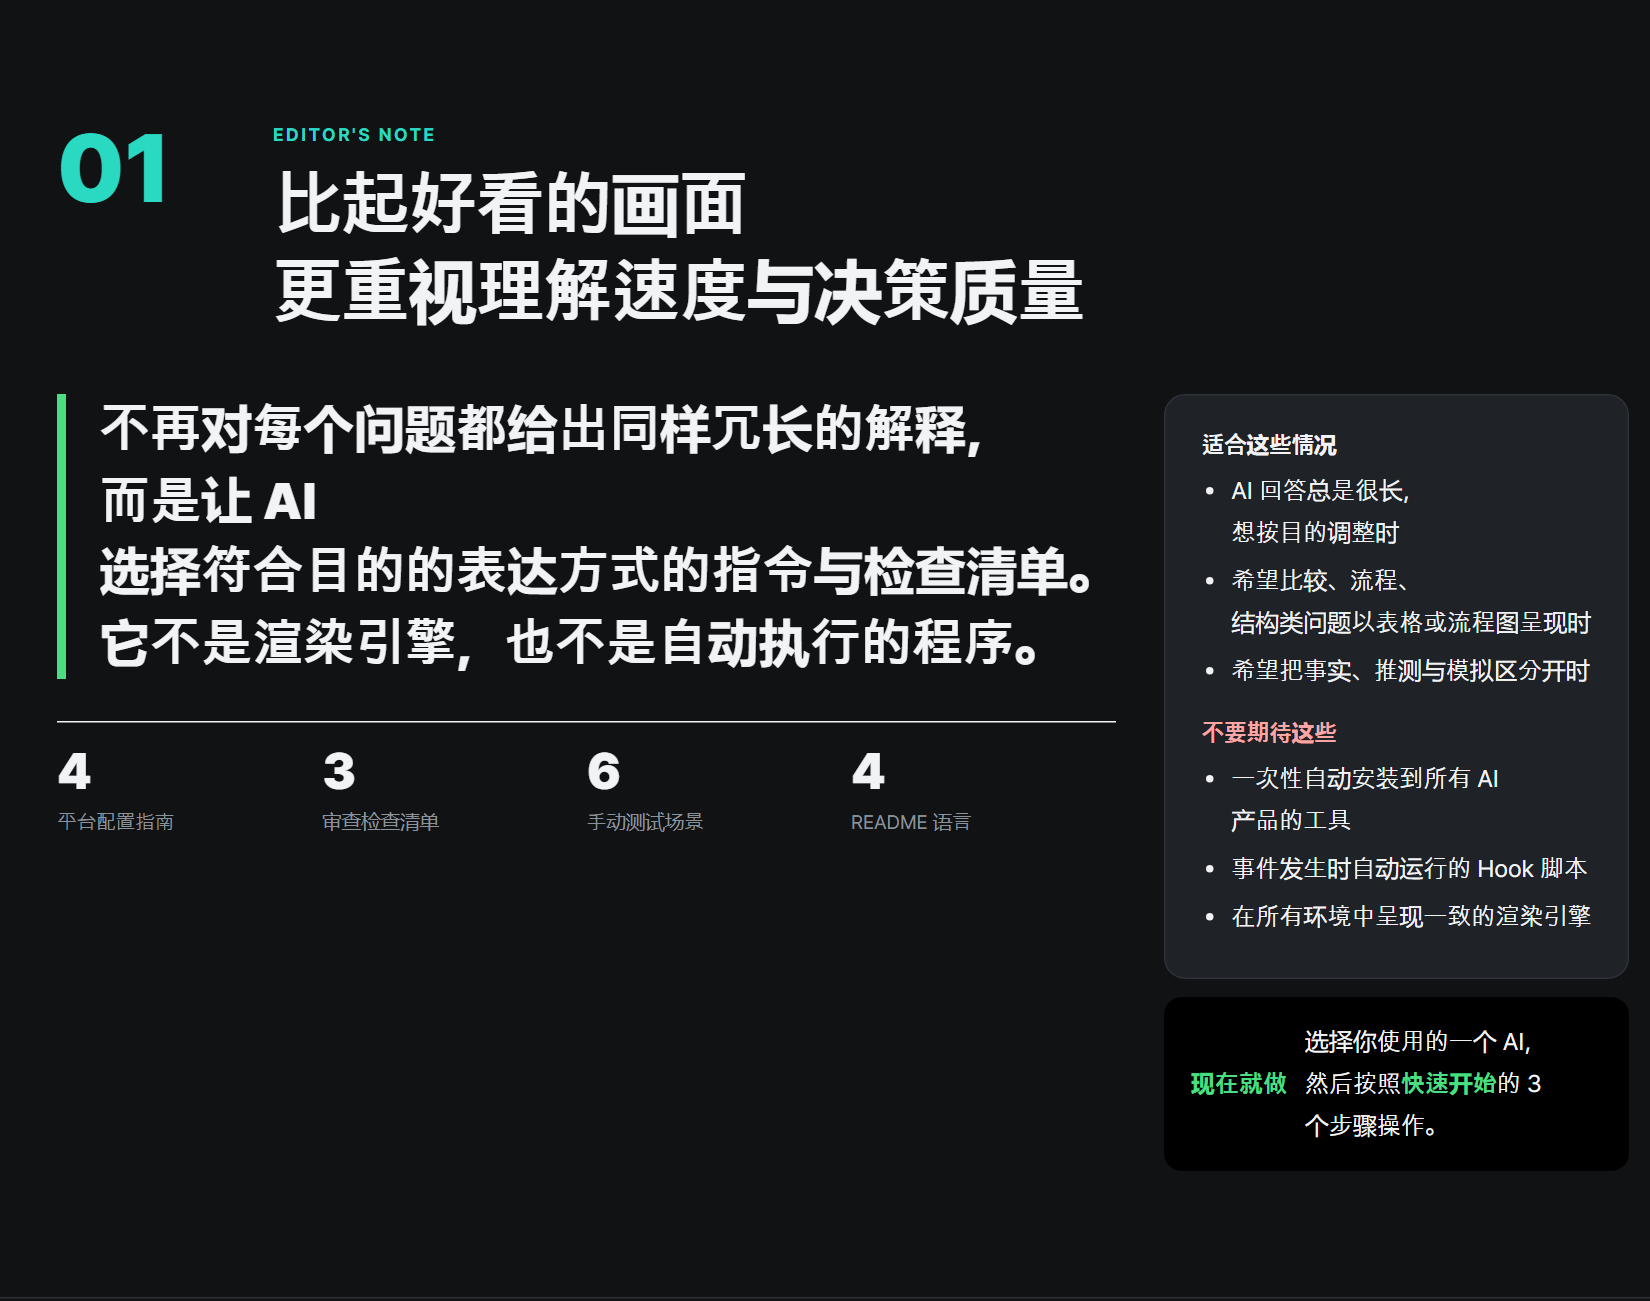 01
EDITOR'S NOTE
比起好看的画面
更重视理解速度与决策质量
不再对每个问题都给出同样冗长的解释,
而是让 AI
选择符合目的的表达方式的指令与检查清单。
它不是渲染引擎，也不是自动执行的程序。
4
平台配置指南
3
审查检查清单
6
手动测试场景
4
README 语言
适合这些情况
• AI 回答总是很长,
想按目的调整时
• 希望比较、流程、
结构类问题以表格或流程图呈现时
• 希望把事实、推测与模拟区分开时
不要期待这些
• 一次性自动安装到所有 AI
产品的工具
• 事件发生时自动运行的 Hook 脚本
• 在所有环境中呈现一致的渲染引擎
现在就做
选择你使用的一个 AI,
然后按照快速开始的 3
个步骤操作。